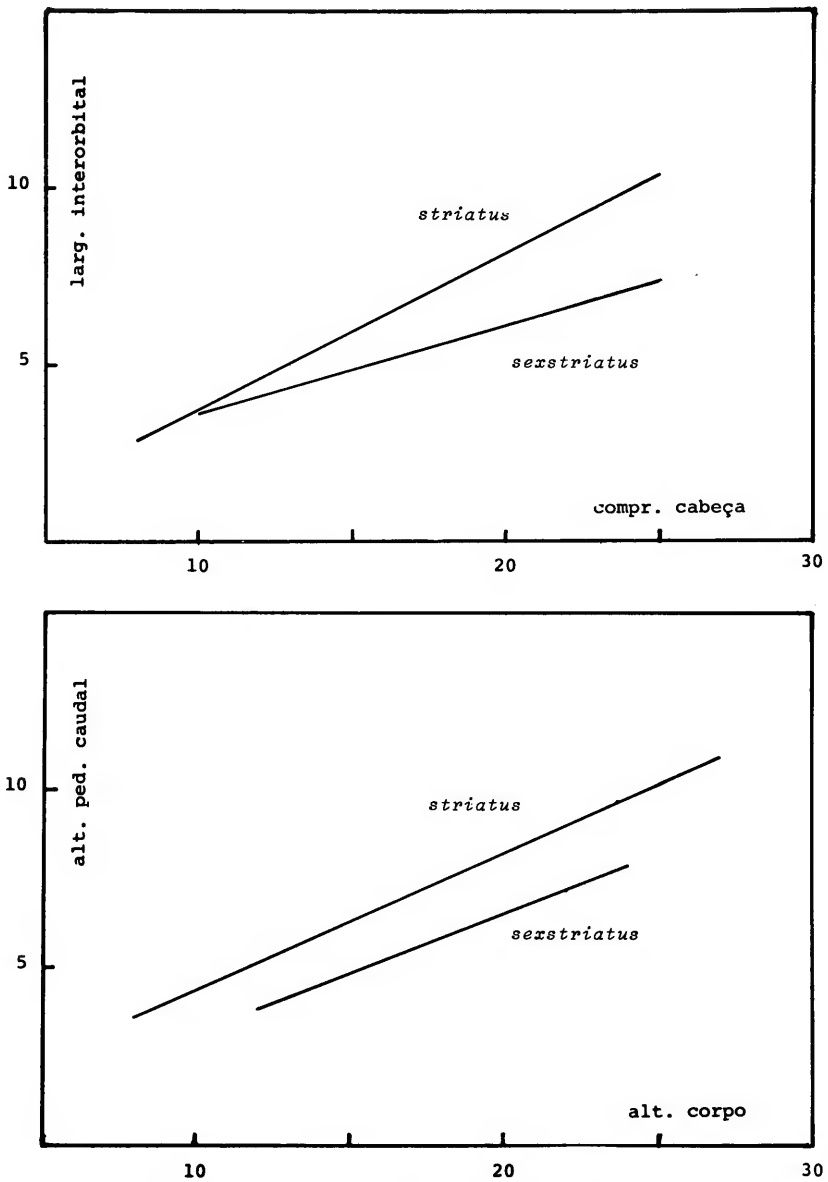 larg. interorbital
10
5
striatus
sexstriatus
compr. cabeça
10
20
30
alt. ped. caudal
10
5
striatus
sexstriatus
alt. corpo
10
20
30